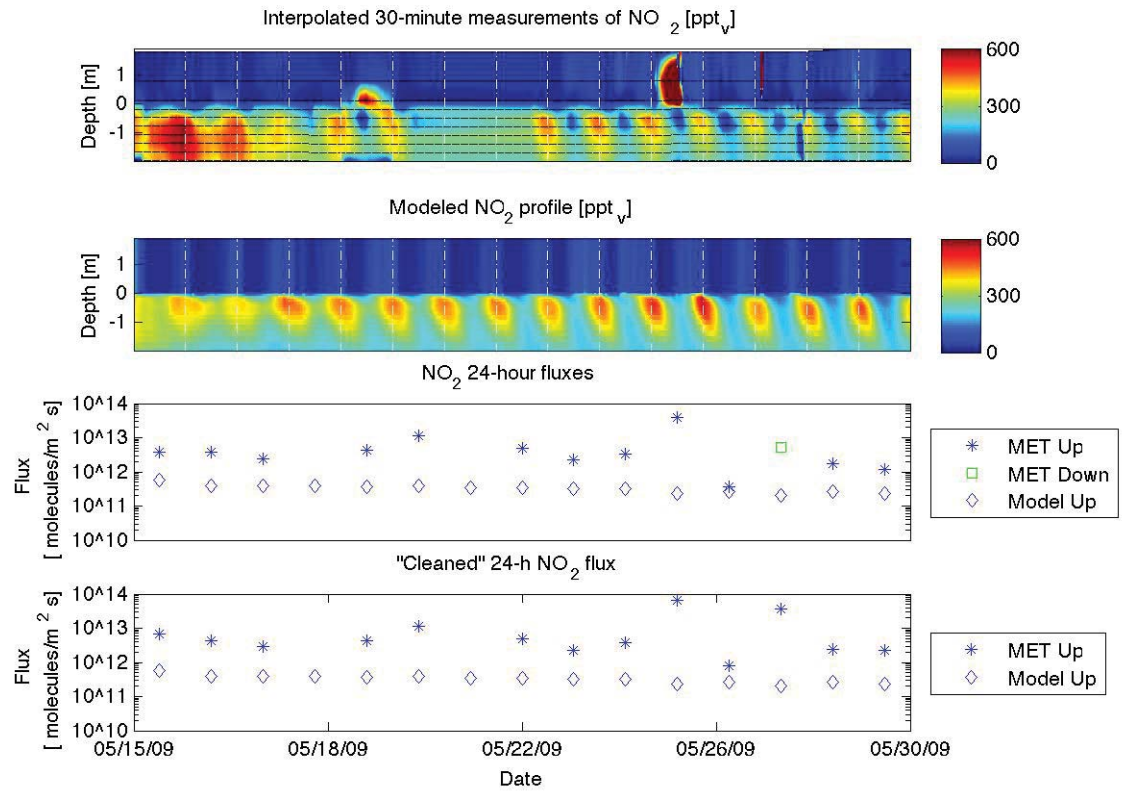 Interpolated 30-minute measurements of NO 2 [pptv]
Depth [m]
1
0
-1
600
300
0
Modeled NO2 profile [ppt v]
Depth [m]
1
0
-1
600
300
0
NO2 24-hour fluxes
Flux
[ molecules/m^2 s]
10^14
10^13
10^12
10^11
10^10
MET Up
MET Down
Model Up
"Cleaned" 24-h NO2 flux
Flux
[ molecules/m^2 s]
10^14
10^13
10^12
10^11
10^10
MET Up
Model Up
05/15/09 05/18/09 05/22/09 05/26/09 05/30/09
Date